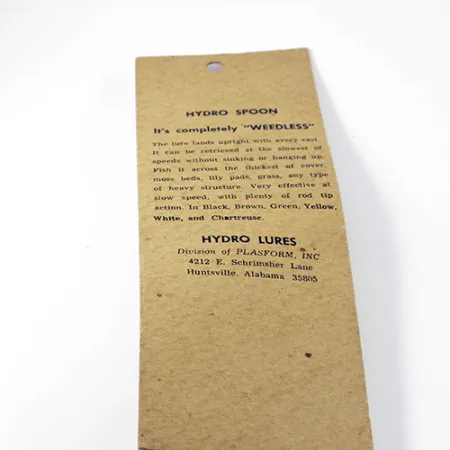 HYDRO SPOON
It's completely "WEEDLESS"
The lure lands upright with every cast.
It can be retrieved at the slowest of
speeds without sinking or hanging up.
Fish it across the thickest of cover,
moss beds, lily pads, grass, any type
of heavy structure. Very effective at
slow speed, with plenty of rod tip
action. In Black, Brown, Green, Yellow,
White, and Chartreuse.
HYDRO LURES
Division of PLASFORM, INC
4212 E. Schrimsher Lane
Huntsville, Alabama 35805